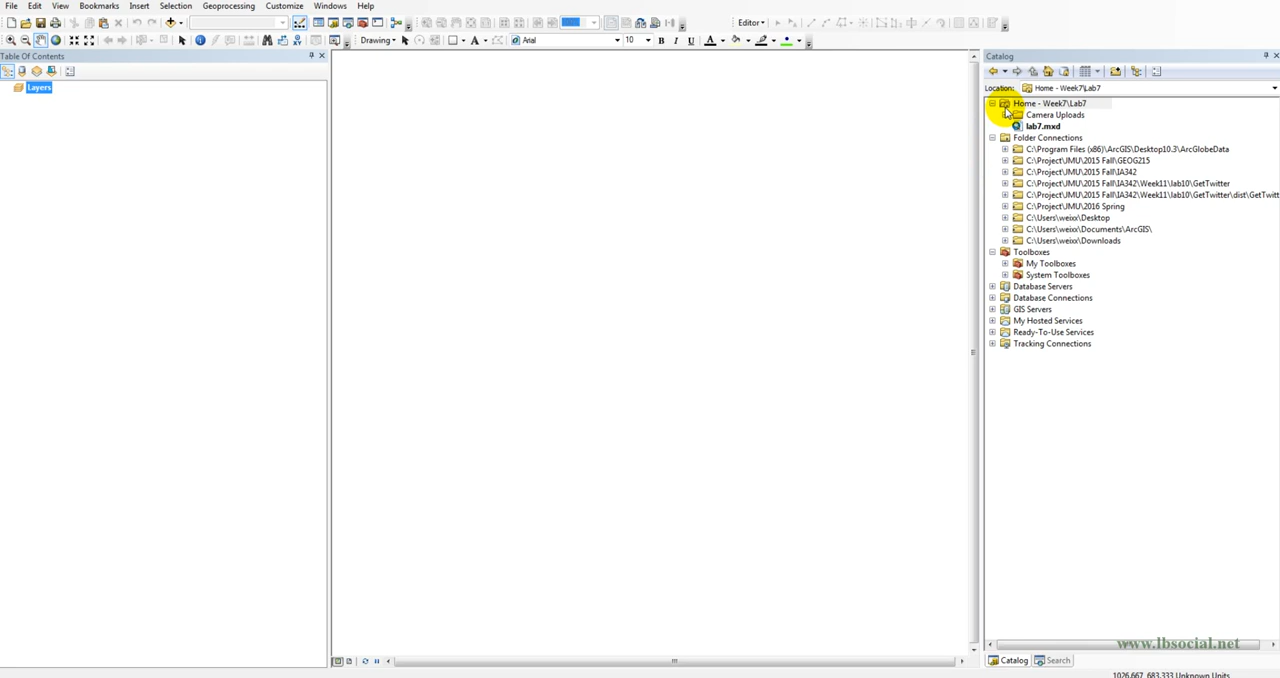 File Edit View Bookmarks Insert Selection Geoprocessing Customize Windows Help
Editor
Drawing Arial 10 B I U A
Table Of Contents
Layers
Catalog
Location: Home - Week7\Lab7
Home - Week7\Lab7
Camera Uploads
lab7.mxd
Folder Connections
C:\Program Files (x86)\ArcGIS\Desktop10.3\ArcGlobeData
C:\Project\JMU\2015 Fall\GEOG215
C:\Project\JMU\2015 Fall\IA342
C:\Project\JMU\2015 Fall\IA342\Week11\lab10\GetTwitter
C:\Project\JMU\2015 Fall\IA342\Week11\lab10\GetTwitter\dist\GetTwitt
C:\Project\JMU\2016 Spring
C:\Users\weixx\Desktop
C:\Users\weixx\Documents\ArcGIS\
C:\Users\weixx\Downloads
Toolboxes
My Toolboxes
System Toolboxes
Database Servers
Database Connections
GIS Servers
My Hosted Services
Ready-To-Use Services
Tracking Connections
www.lbsocial.net
Catalog Search
1026.667 683.333 Unknown Units